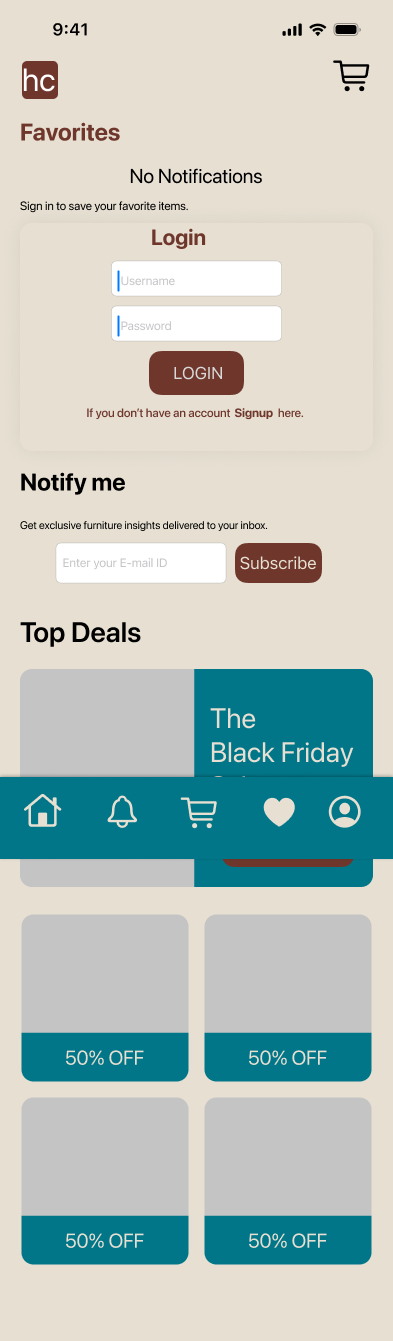 9:41
hc
Favorites
No Notifications
Sign in to save your favorite items.
Login
Username
Password
LOGIN
If you don't have an account Signup here.
Notify me
Get exclusive furniture insights delivered to your inbox.
Enter your E-mail ID
Subscribe
Top Deals
The
Black Friday
50% OFF
50% OFF
50% OFF
50% OFF